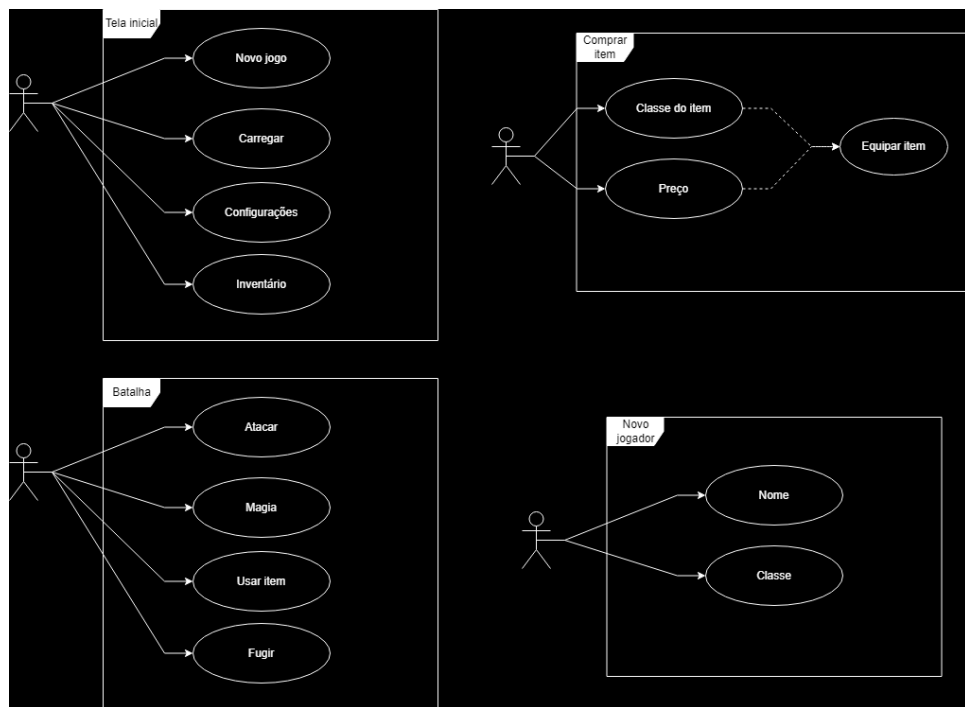 Tela inicial
Novo jogo
Carregar
Configurações
Inventário
Comprar
item
Classe do item
Preço
Equipar item
Batalha
Atacar
Magia
Usar item
Fugir
Novo
jogador
Nome
Classe